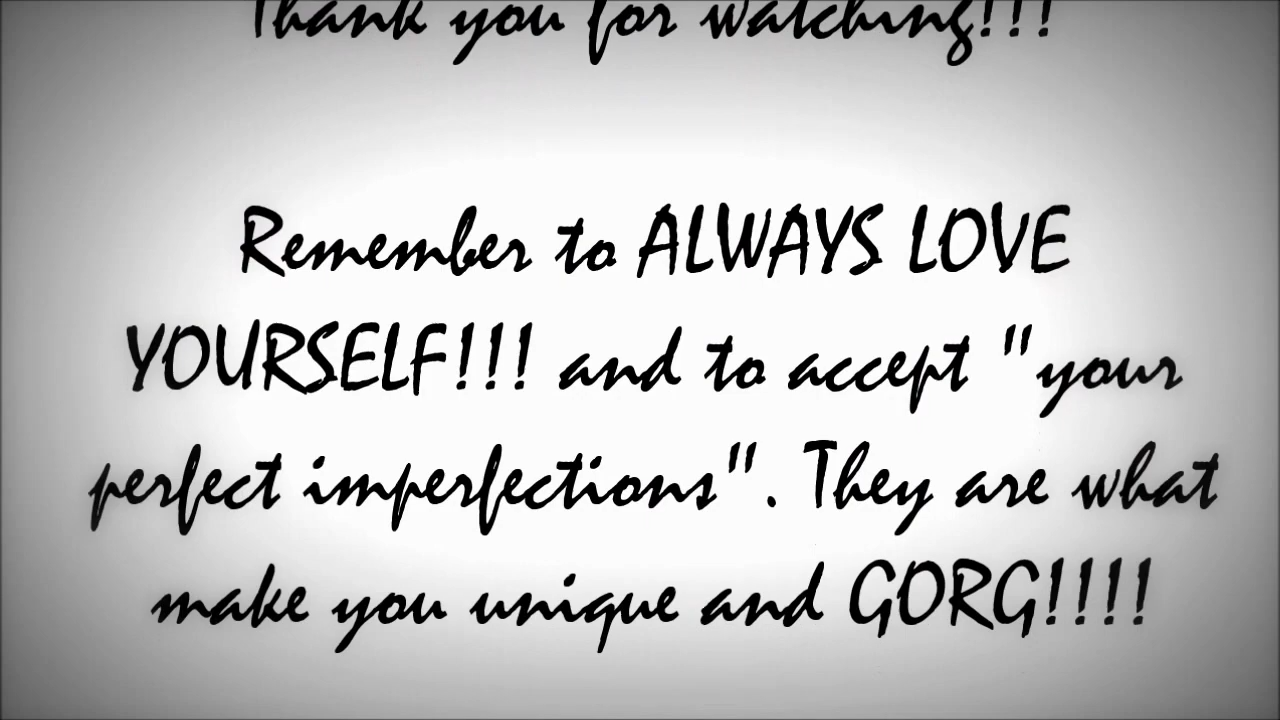 Thank you for watching!!!
Remember to ALWAYS LOVE
YOURSELF!!! and to accept "your
perfect imperfections". They are what
make you unique and GORG!!!!